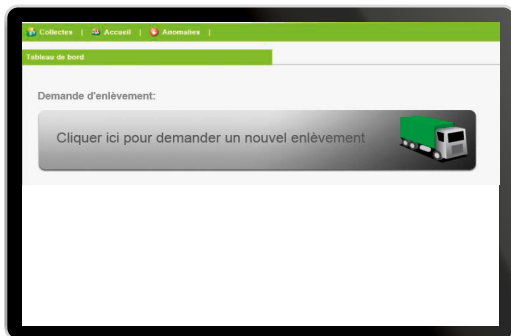 Collectes | Accueil | Anomalies |
Tableau de bord
Demande d'enlèvement:
Cliquer ici pour demander un nouvel enlèvement